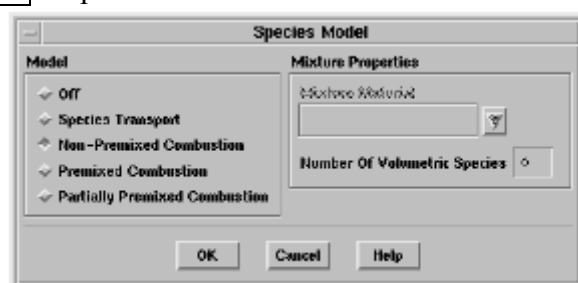 Species Model
Model
Off
Species Transport
Non-Premixed Combustion
Premixed Combustion
Partially Premixed Combustion
Mixture Properties
Mixture Material
Number Of Volumetric Species 0
OK Cancel Help